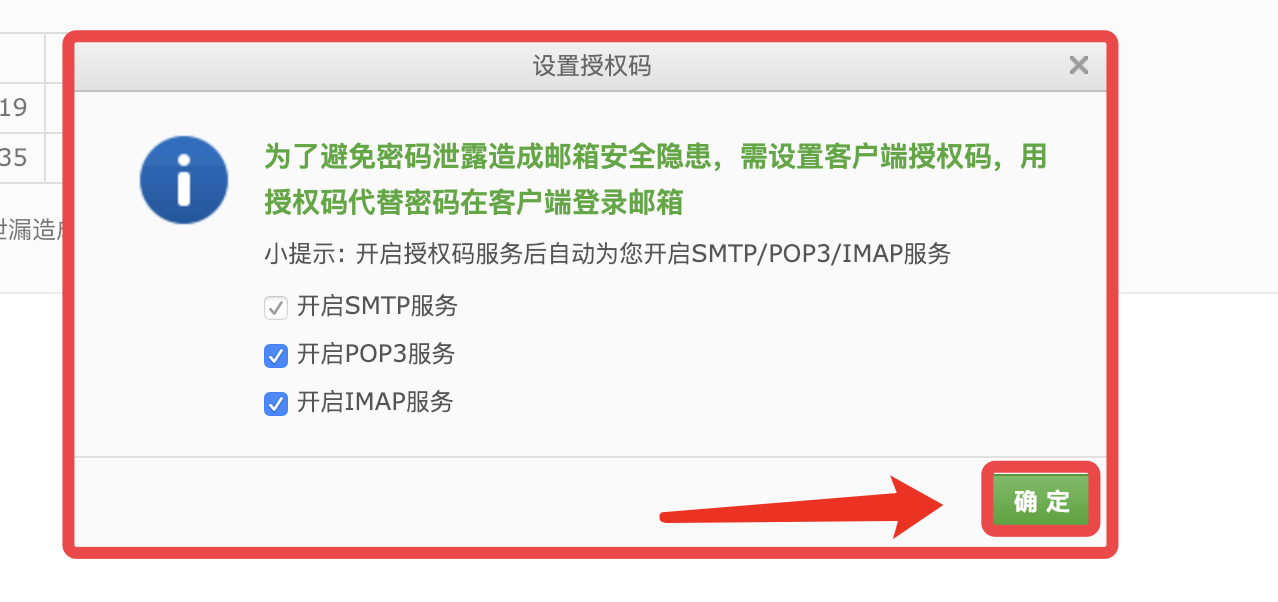 设置授权码
19
35
为了避免密码泄露造成邮箱安全隐患，需设置客户端授权码，用
授权码代替密码在客户端登录邮箱
漏造
小提示：开启授权码服务后自动为您开启SMTP/POP3/IMAP服务
开启SMTP服务
开启POP3服务
开启IMAP服务
确 定